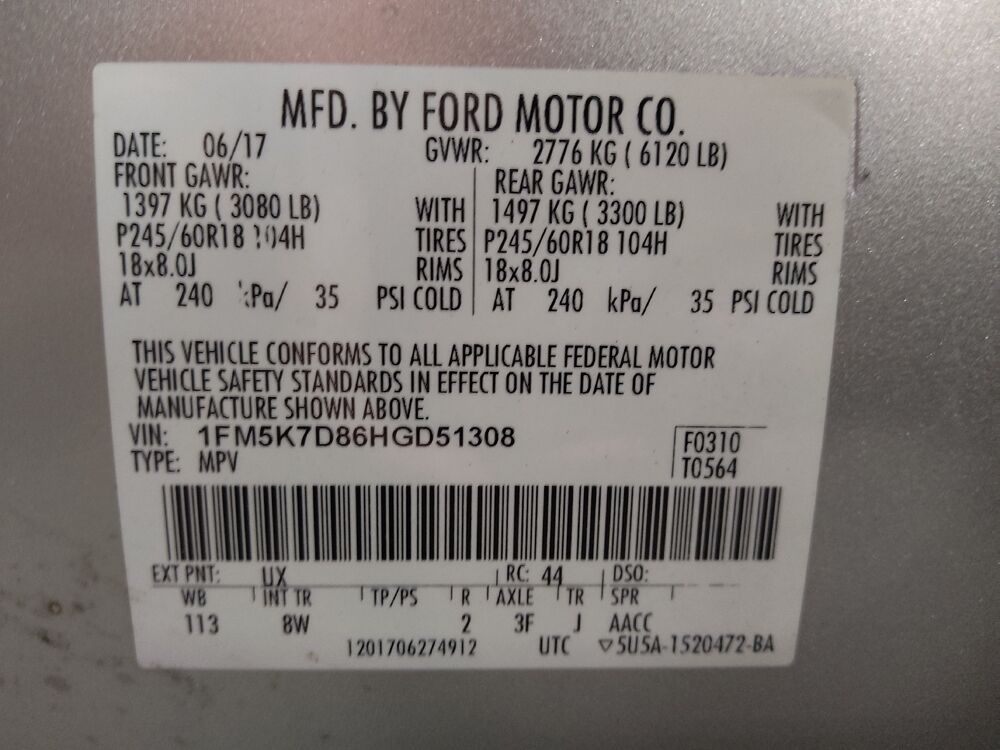 MFD. BY FORD MOTOR CO.
DATE: 06/17 GVWR: 2776 KG ( 6120 LB)
FRONT GAWR: REAR GAWR:
1397 KG ( 3080 LB) WITH 1497 KG ( 3300 LB) WITH
P245/60R18 104H TIRES P245/60R18 104H TIRES
18x8.0J RIMS 18x8.0J RIMS
AT 240 kPa/ 35 PSI COLD AT 240 kPa/ 35 PSI COLD
THIS VEHICLE CONFORMS TO ALL APPLICABLE FEDERAL MOTOR
VEHICLE SAFETY STANDARDS IN EFFECT ON THE DATE OF
MANUFACTURE SHOWN ABOVE.
VIN: 1FM5K7D86HGD51308 F0310
TYPE: MPV T0564
EXT PNT: UX RC: 44 DSO:
WB INT TR TP/PS R AXLE TR SPR
113 8W 2 3F J AACC
1201706274912 UTC ▽5U5A-1520472-BA